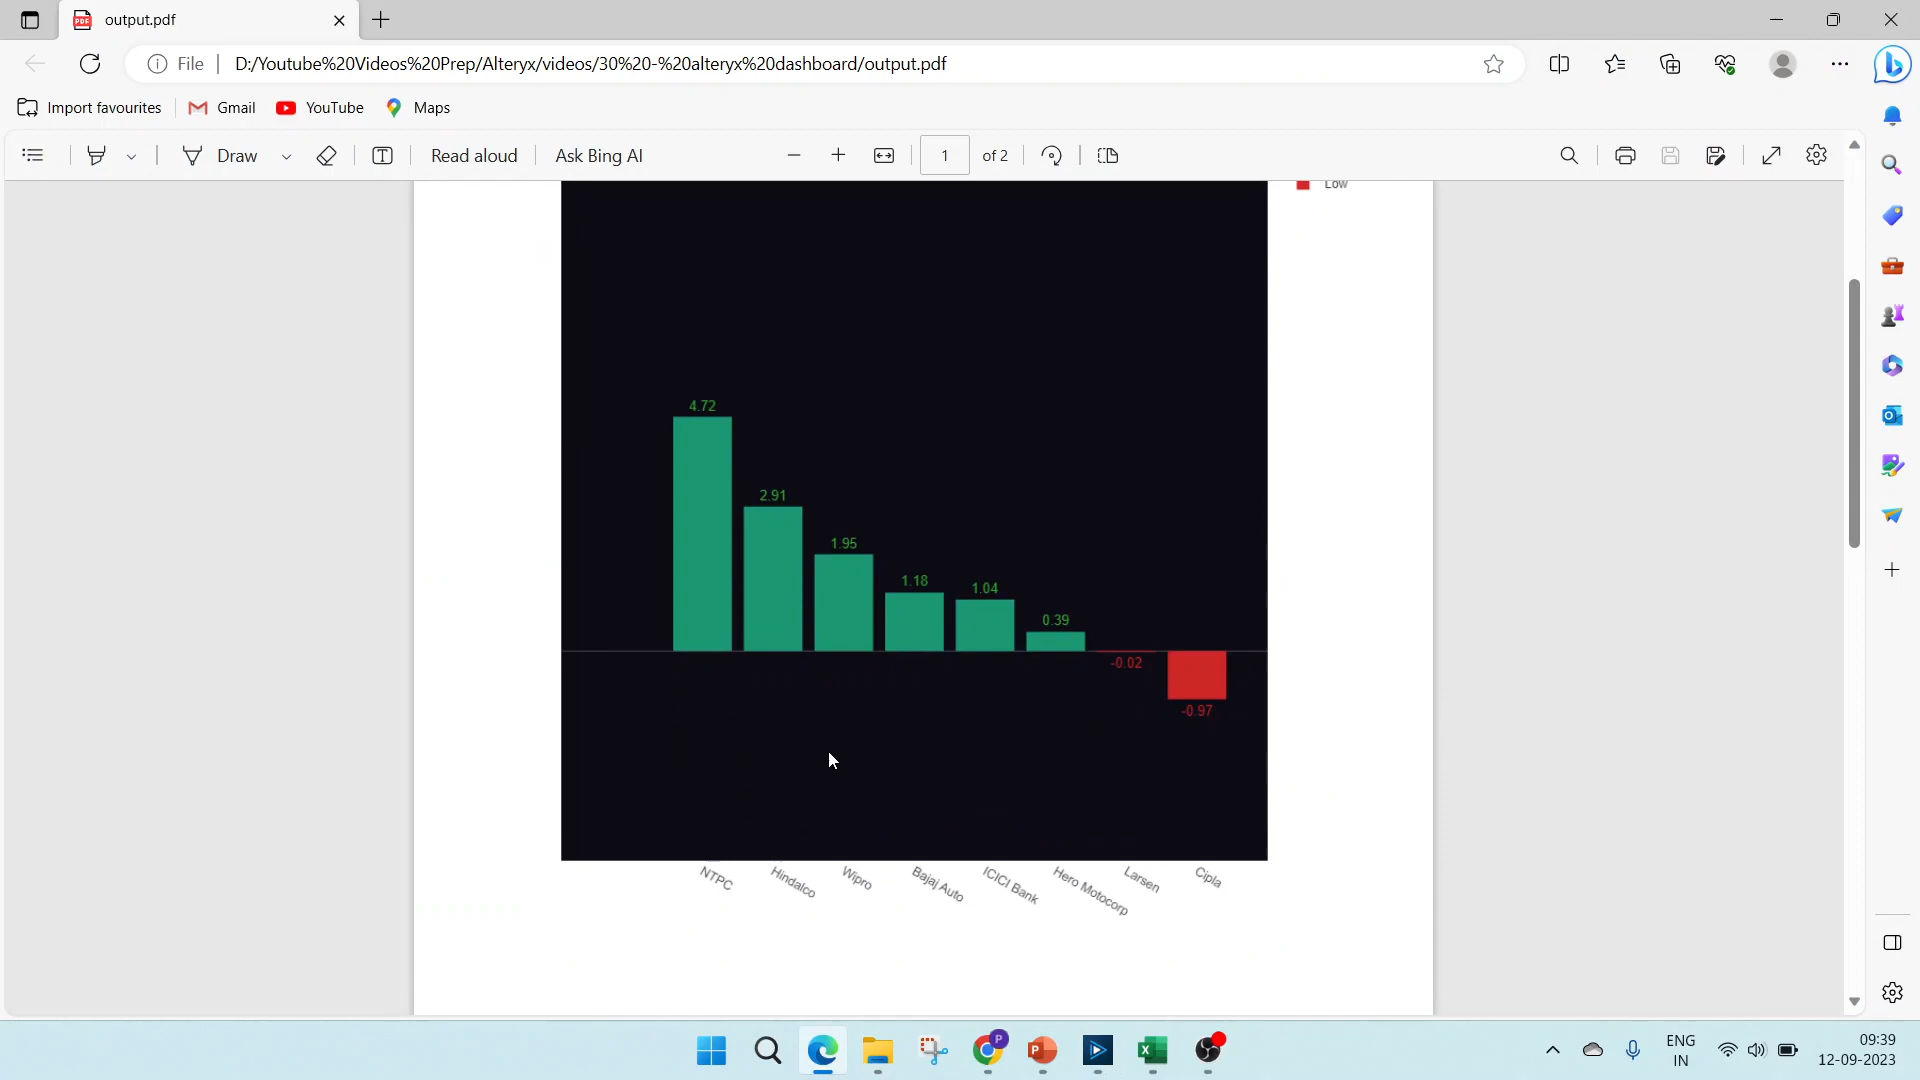 output.pdf
File
D:/Youtube%20Videos%20Prep/Alteryx/videos/30%20-%20alteryx%20dashboard/output.pdf
Import favourites
Gmail
YouTube
Maps
Draw
Read aloud
Ask Bing AI
1 of 2
Low
4.72
2.91
1.95
1.18
1.04
0.39
-0.02
-0.97
NTPC
Hindalco
Wipro
Bajaj Auto
ICICI Bank
Hero Motocorp
Larsen
Cipla
ENG
IN
09:39
12-09-2023